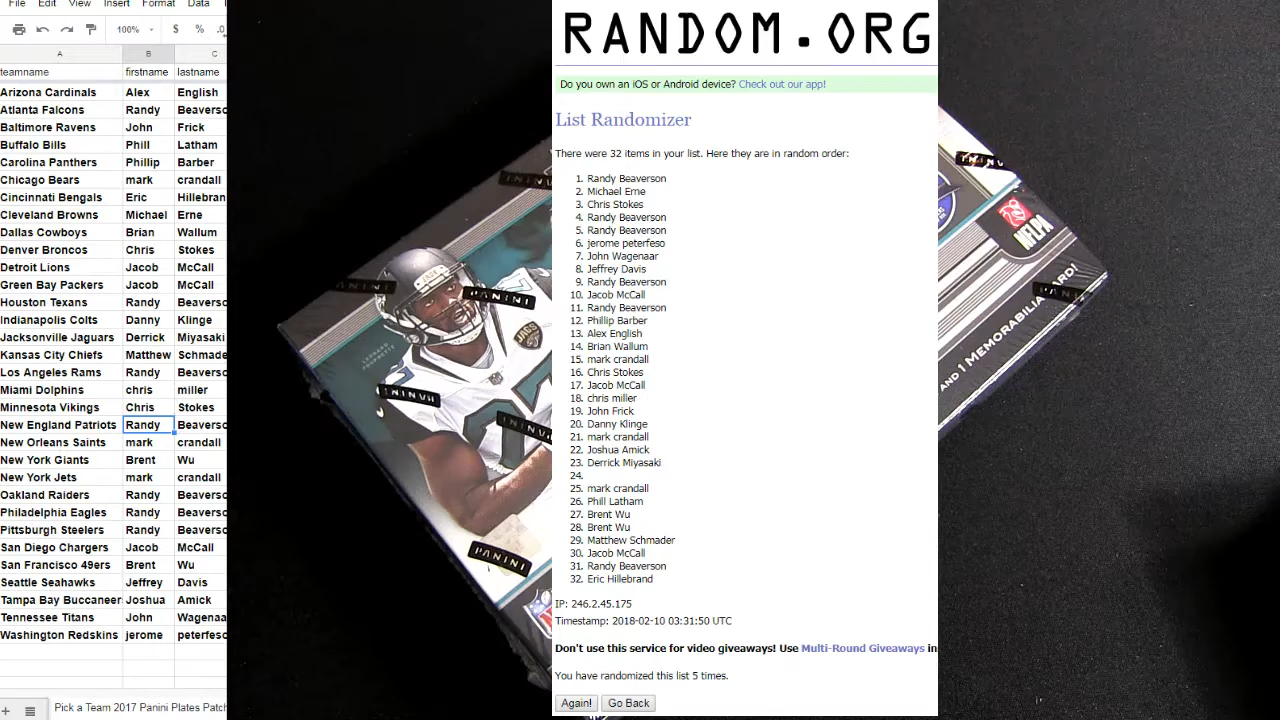 File Edit View Insert Format Data
100% $ % .0
A B C
teamname firstname lastname
Arizona Cardinals Alex English
Atlanta Falcons Randy Beaverso
Baltimore Ravens John Frick
Buffalo Bills Phill Latham
Carolina Panthers Phillip Barber
Chicago Bears mark crandall
Cincinnati Bengals Eric Hillebran
Cleveland Browns Michael Erne
Dallas Cowboys Brian Wallum
Denver Broncos Chris Stokes
Detroit Lions Jacob McCall
Green Bay Packers Jacob McCall
Houston Texans Randy Beaverso
Indianapolis Colts Danny Klinge
Jacksonville Jaguars Derrick Miyasaki
Kansas City Chiefs Matthew Schmade
Los Angeles Rams Randy Beaverso
Miami Dolphins chris miller
Minnesota Vikings Chris Stokes
New England Patriots Randy Beaverso
New Orleans Saints mark crandall
New York Giants Brent Wu
New York Jets mark crandall
Oakland Raiders Randy Beaverso
Philadelphia Eagles Randy Beaverso
Pittsburgh Steelers Randy Beaverso
San Diego Chargers Jacob McCall
San Francisco 49ers Brent Wu
Seattle Seahawks Jeffrey Davis
Tampa Bay Buccaneer Joshua Amick
Tennessee Titans John Wagenaa
Washington Redskins jerome peterfeso
Pick a Team 2017 Panini Plates Patch
RANDOM.ORG
Do you own an iOS or Android device? Check out our app!
List Randomizer
There were 32 items in your list. Here they are in random order:
1. Randy Beaverson
2. Michael Erne
3. Chris Stokes
4. Randy Beaverson
5. Randy Beaverson
6. jerome peterfeso
7. John Wagenaar
8. Jeffrey Davis
9. Randy Beaverson
10. Jacob McCall
11. Randy Beaverson
12. Phillip Barber
13. Alex English
14. Brian Wallum
15. mark crandall
16. Chris Stokes
17. Jacob McCall
18. chris miller
19. John Frick
20. Danny Klinge
21. mark crandall
22. Joshua Amick
23. Derrick Miyasaki
24.
25. mark crandall
26. Phill Latham
27. Brent Wu
28. Brent Wu
29. Matthew Schmader
30. Jacob McCall
31. Randy Beaverson
32. Eric Hillebrand
IP: 246.2.45.175
Timestamp: 2018-02-10 03:31:50 UTC
Don't use this service for video giveaways! Use Multi-Round Giveaways in
You have randomized this list 5 times.
Again! Go Back
PANINI
PANINI
PANINI
JAGS
NFLPA
AND 1 MEMORABILIA CARD!